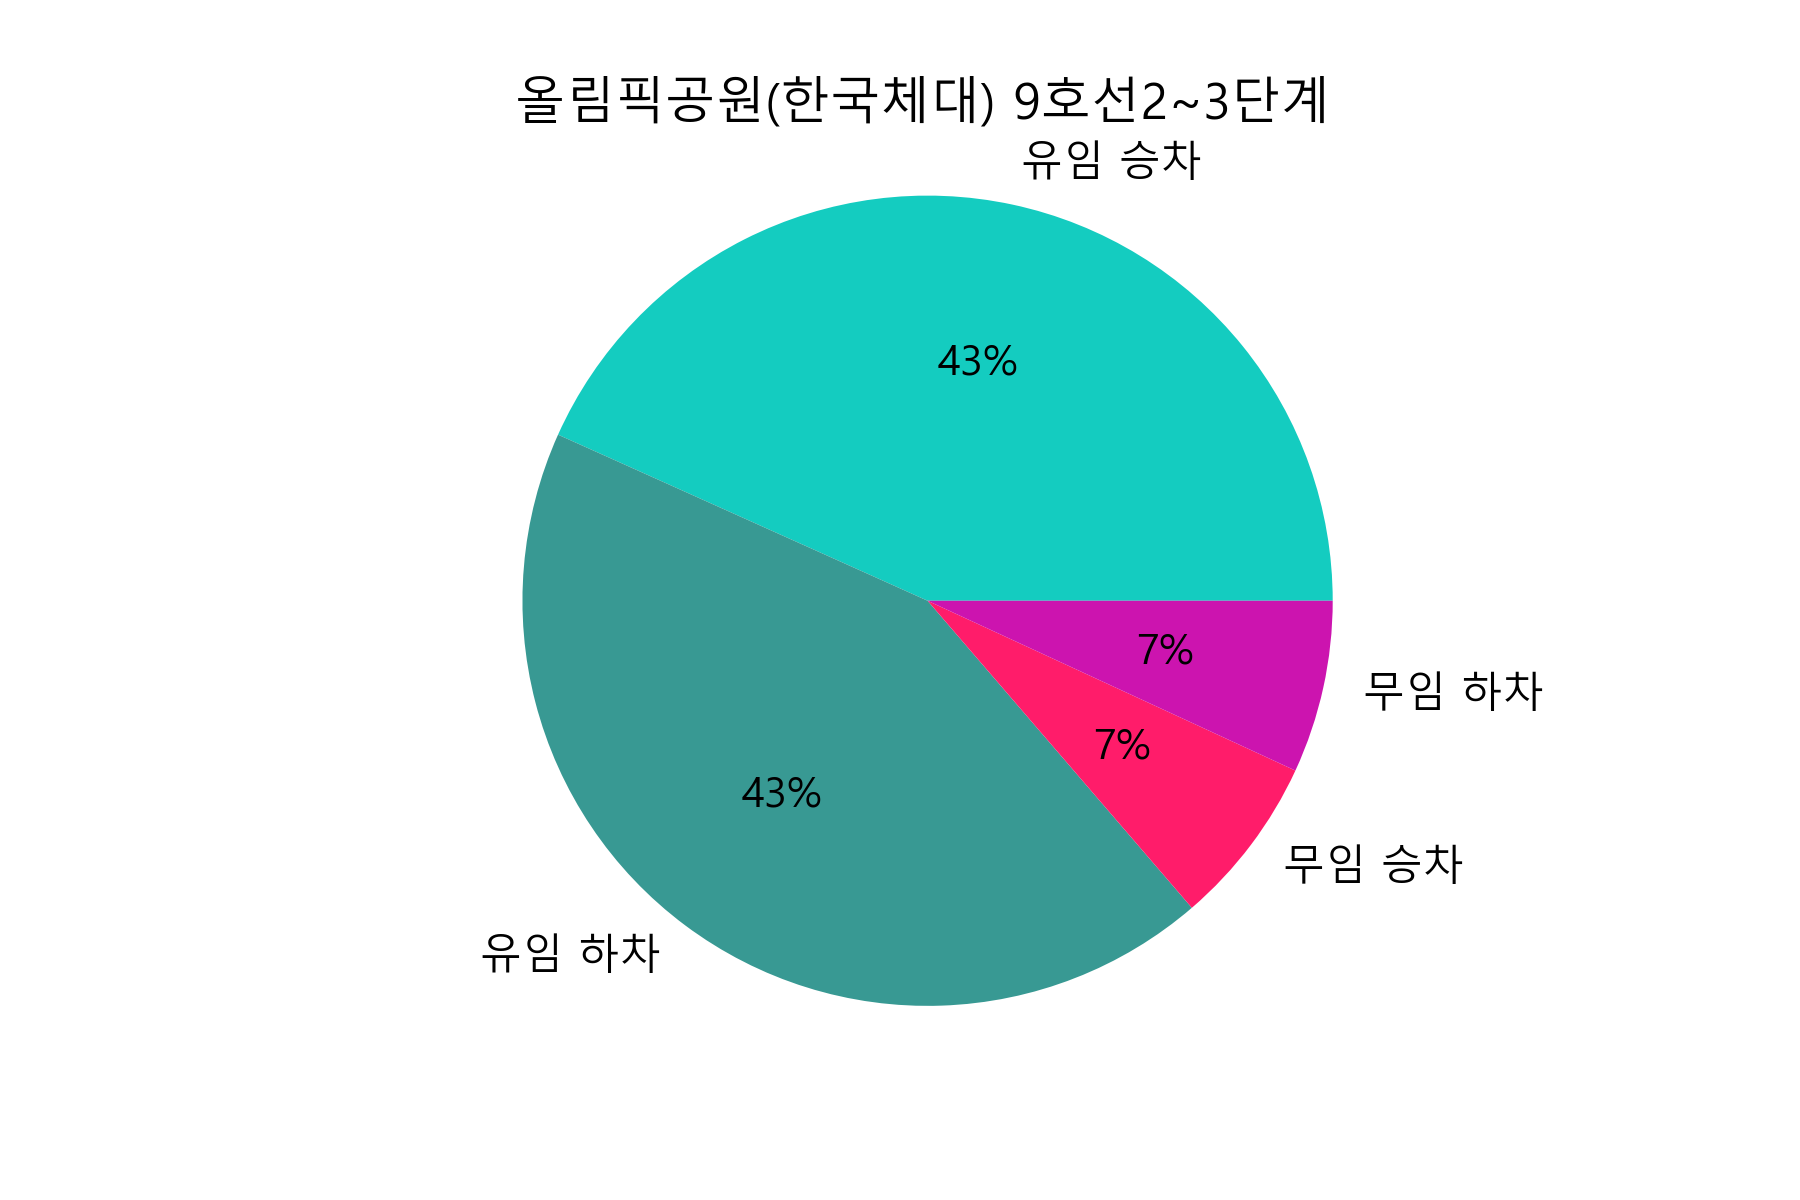 올림픽공원(한국체대) 9호선2~3단계
유임 승차
43%
7%
무임 하차
7%
43%
무임 승차
유임 하차